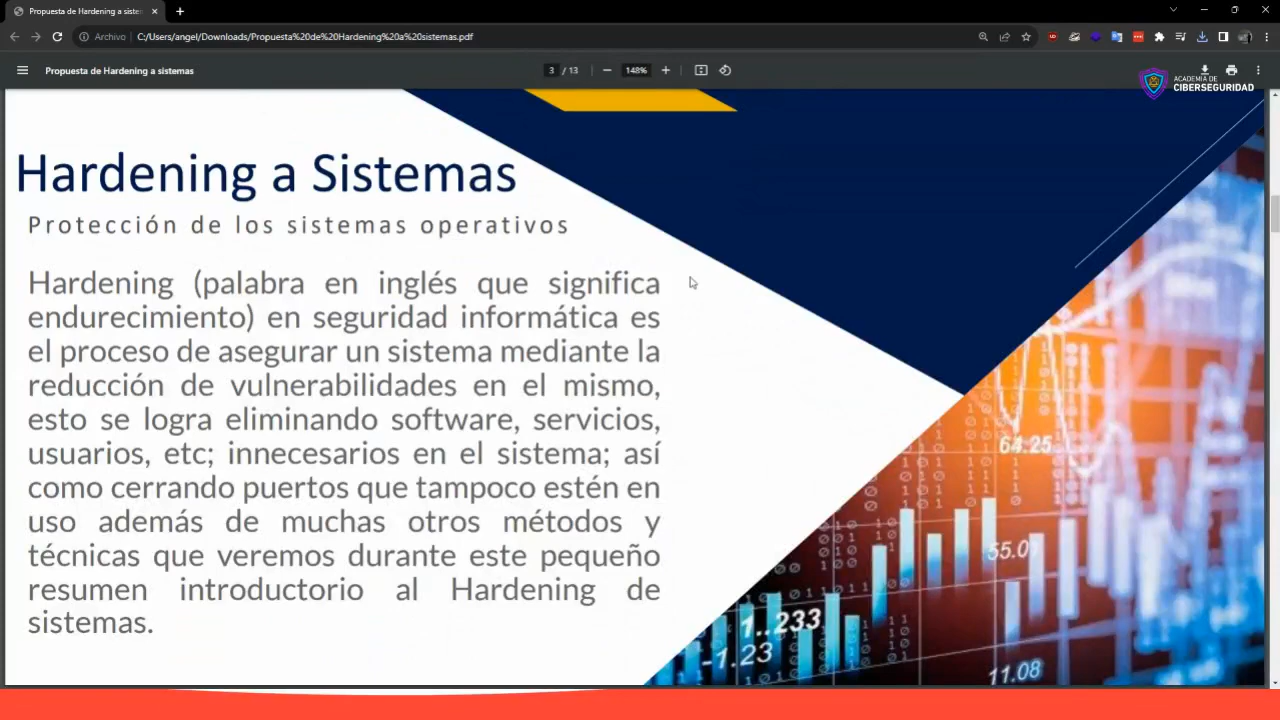 Propuesta de Hardening a sister
Archivo
C:/Users/angel/Downloads/Propuesta%20de%20Hardening%20a%20sistemas.pdf
Propuesta de Hardening a sistemas
3 / 13
148%
ACADEMIA DE
CIBERSEGURIDAD
Hardening a Sistemas
Protección de los sistemas operativos
Hardening (palabra en inglés que significa
endurecimiento) en seguridad informática es
el proceso de asegurar un sistema mediante la
reducción de vulnerabilidades en el mismo,
esto se logra eliminando software, servicios,
usuarios, etc; innecesarios en el sistema; así
como cerrando puertos que tampoco estén en
uso además de muchas otros métodos y
técnicas que veremos durante este pequeño
resumen introductorio al Hardening de
sistemas.
64.25
55.01
1..233
-1.23
11.08